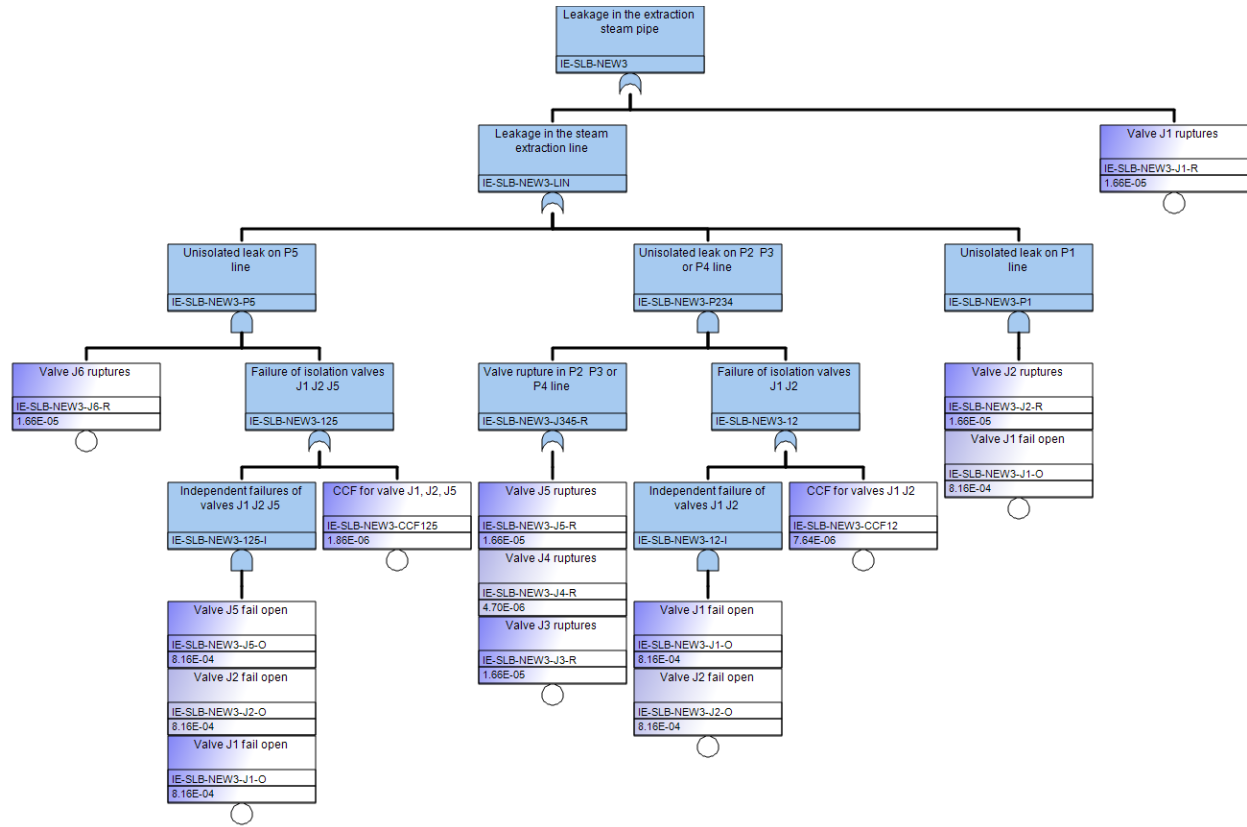 Leakage in the extraction
steam pipe
IE-SLB-NEW3
Leakage in the steam
extraction line
IE-SLB-NEW3-LIN
Valve J1 ruptures
IE-SLB-NEW3-J1-R
1.66E-05
Unisolated leak on P5
line
IE-SLB-NEW3-P5
Unisolated leak on P2 P3
or P4 line
IE-SLB-NEW3-P234
Unisolated leak on P1
line
IE-SLB-NEW3-P1
Valve J6 ruptures
IE-SLB-NEW3-J6-R
1.66E-05
Failure of isolation valves
J1 J2 J5
IE-SLB-NEW3-125
Valve rupture in P2 P3 or
P4 line
IE-SLB-NEW3-J345-R
Failure of isolation valves
J1 J2
IE-SLB-NEW3-12
Valve J2 ruptures
IE-SLB-NEW3-J2-R
1.66E-05
Valve J1 fail open
IE-SLB-NEW3-J1-O
8.16E-04
Independent failures of
valves J1 J2 J5
IE-SLB-NEW3-125-I
CCF for valve J1, J2, J5
IE-SLB-NEW3-CCF125
1.86E-06
Valve J5 ruptures
IE-SLB-NEW3-J5-R
1.66E-05
Valve J4 ruptures
IE-SLB-NEW3-J4-R
4.70E-06
Valve J3 ruptures
IE-SLB-NEW3-J3-R
1.66E-05
Independent failure of
valves J1 J2
IE-SLB-NEW3-12-I
CCF for valves J1 J2
IE-SLB-NEW3-CCF12
7.64E-06
Valve J5 fail open
IE-SLB-NEW3-J5-O
8.16E-04
Valve J2 fail open
IE-SLB-NEW3-J2-O
8.16E-04
Valve J1 fail open
IE-SLB-NEW3-J1-O
8.16E-04
Valve J1 fail open
IE-SLB-NEW3-J1-O
8.16E-04
Valve J2 fail open
IE-SLB-NEW3-J2-O
8.16E-04